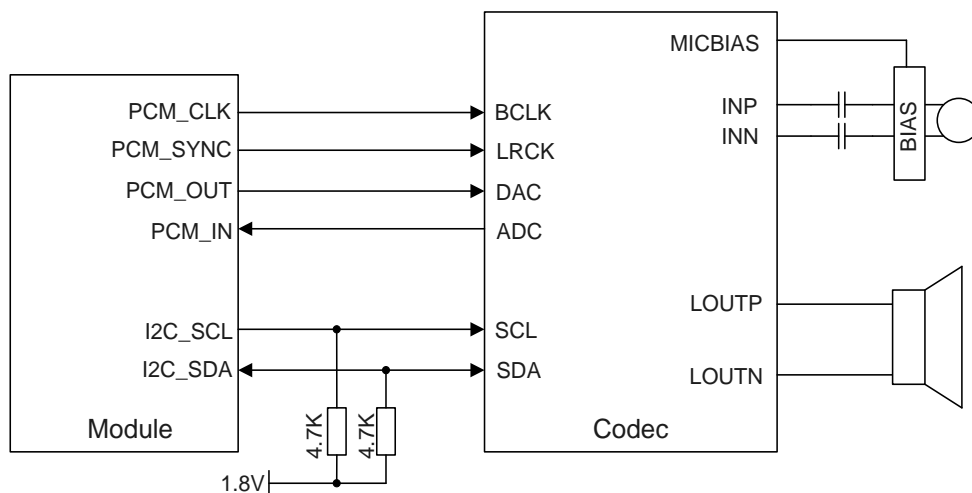 MICBIAS
PCM_CLK
BCLK
INP
PCM_SYNC
LRCK
INN
BIAS
PCM_OUT
DAC
PCM_IN
ADC
LOUTP
I2C_SCL
SCL
I2C_SDA
SDA
LOUTN
4.7K
4.7K
Module
Codec
1.8V